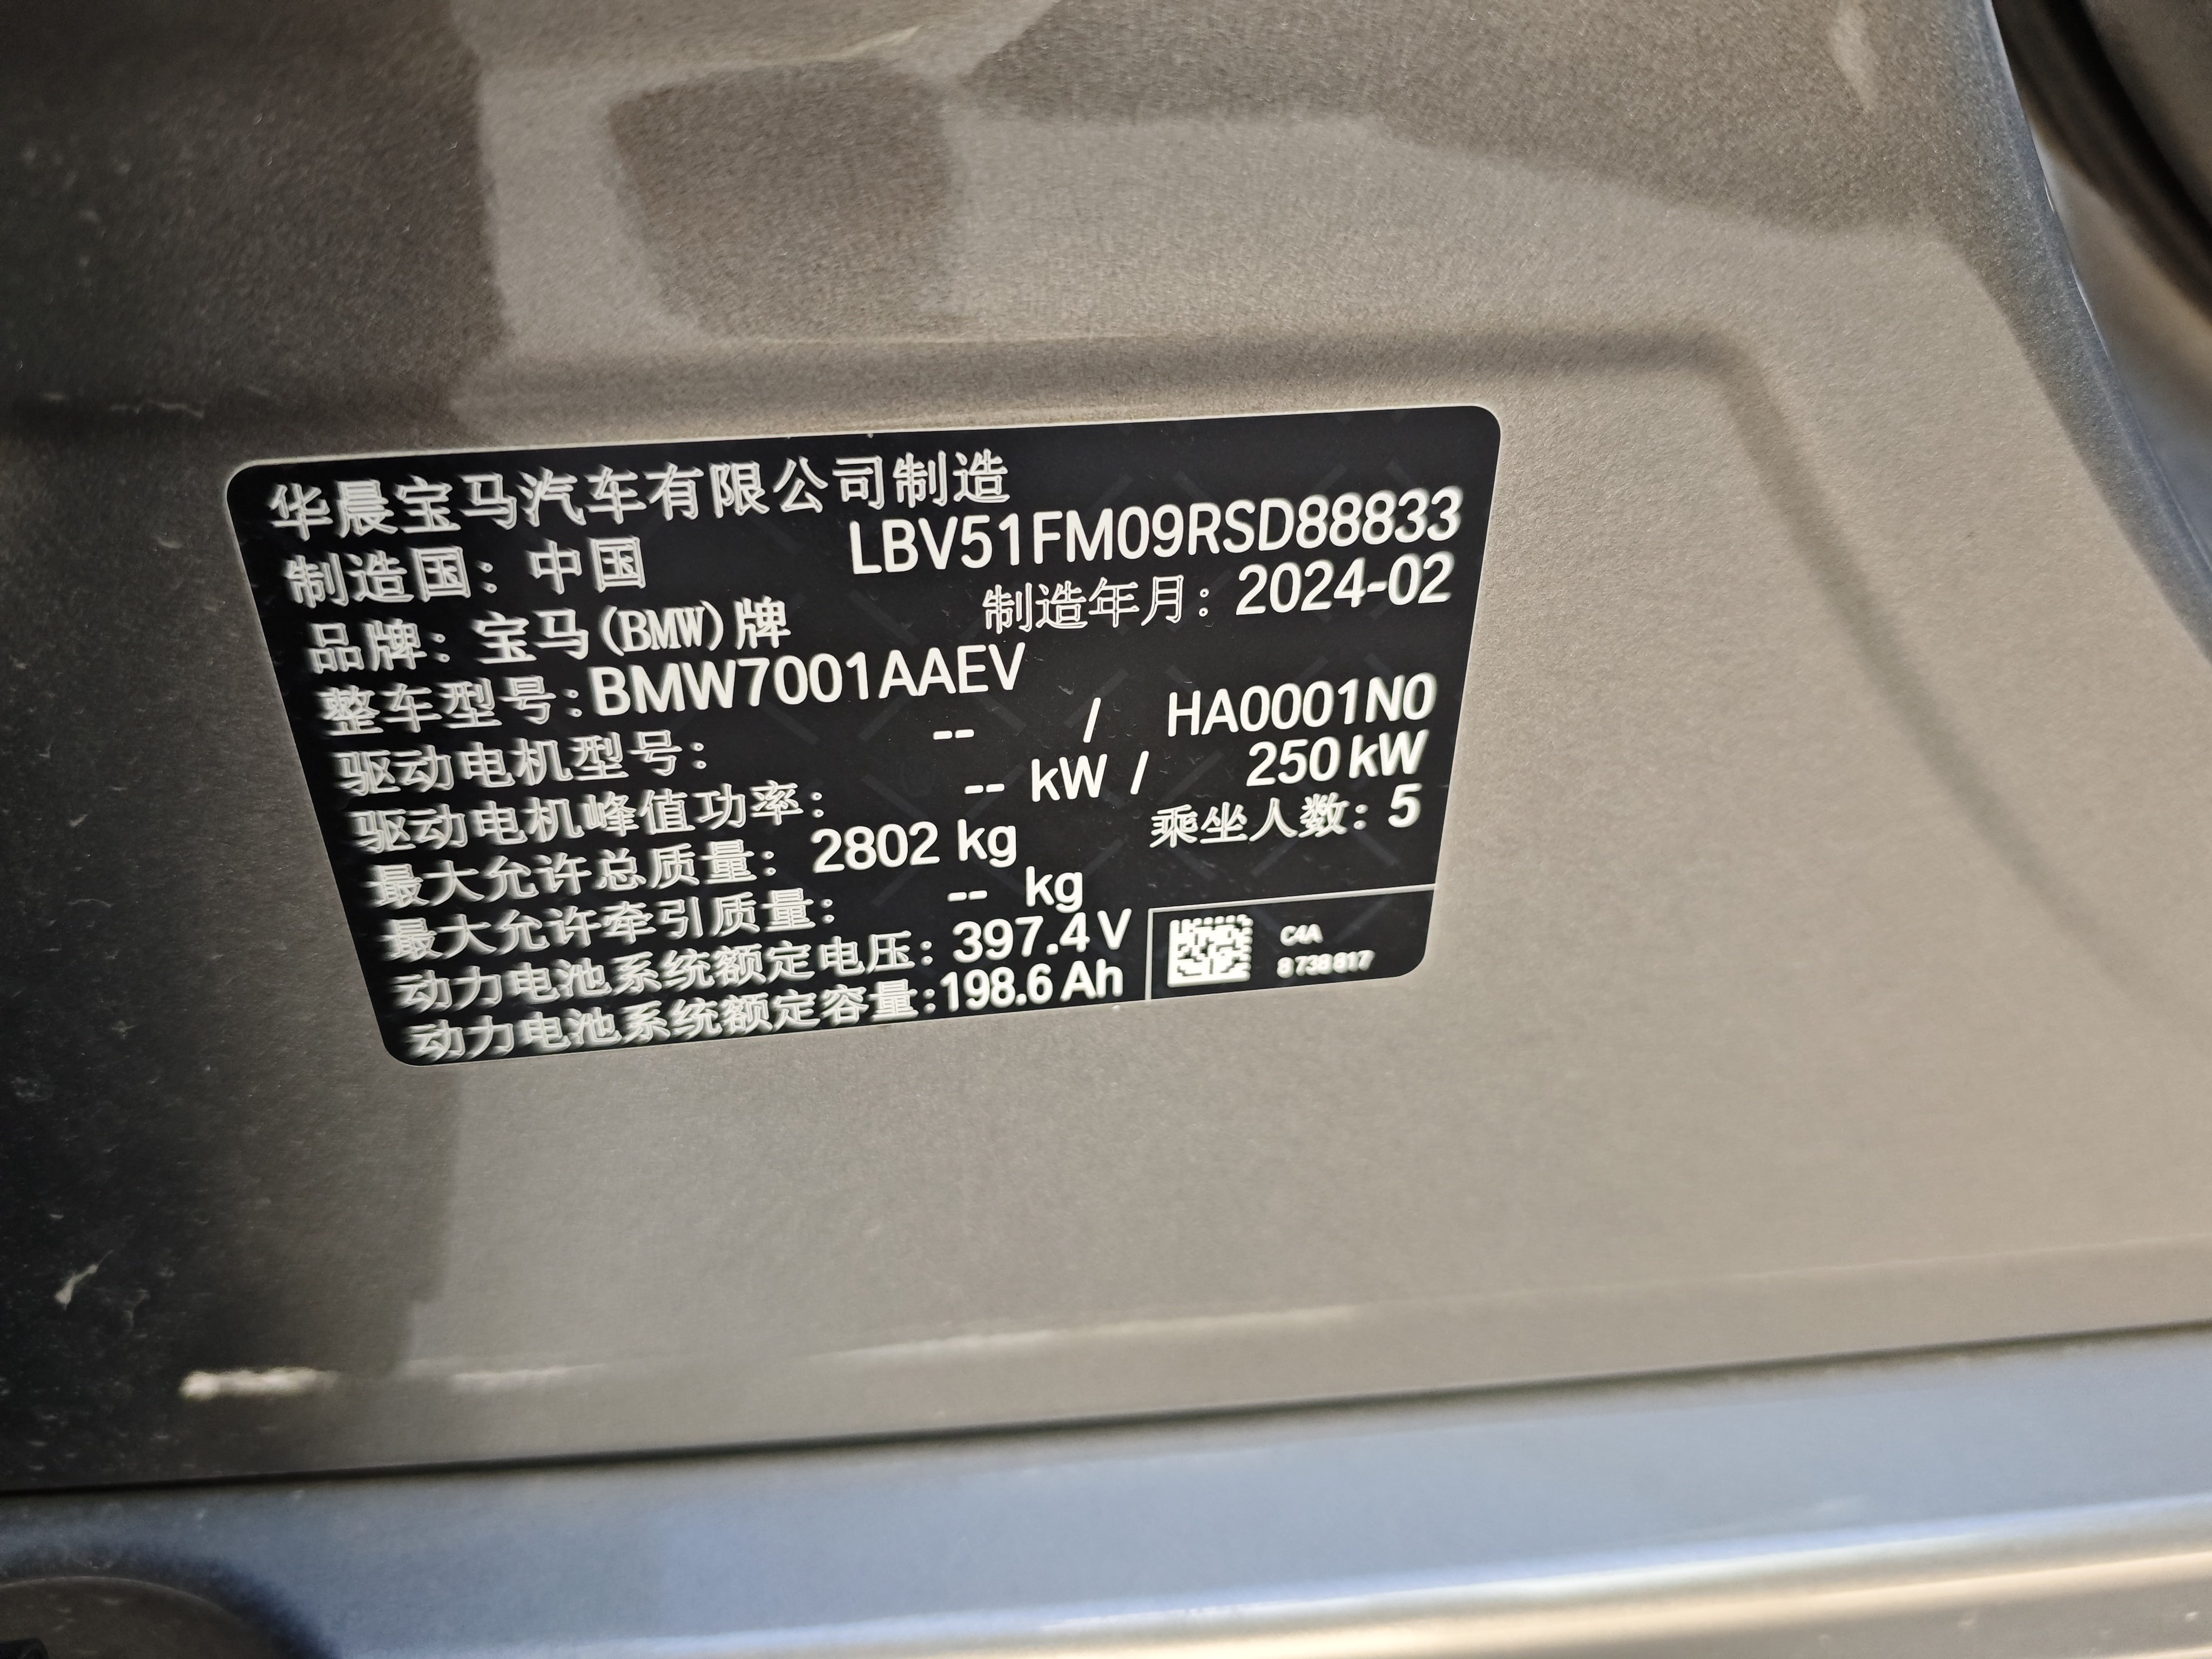 华晨宝马汽车有限公司制造
制造国：中国 LBV51FM09RSD88833
品牌：宝马(BMW)牌 制造年月：2024-02
整车型号：BMW7001AAEV
驱动电机型号： -- / HA0001N0
驱动电机峰值功率： -- kW / 250 kW
最大允许总质量： 2802 kg 乘坐人数：5
最大允许牵引质量： -- kg
动力电池系统额定电压：397.4 V
动力电池系统额定容量：198.6 Ah
C4A
8 738 817